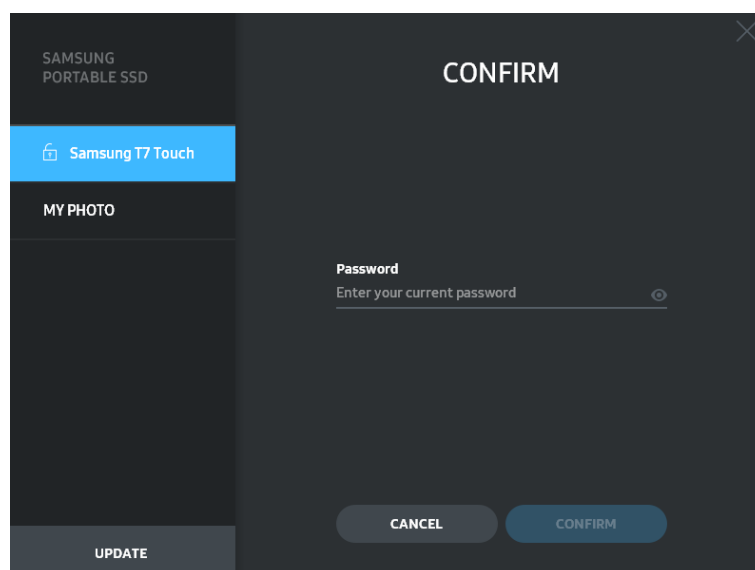 SAMSUNG
PORTABLE SSD
Samsung T7 Touch
MY PHOTO
UPDATE
CONFIRM
Password
Enter your current password
CANCEL
CONFIRM